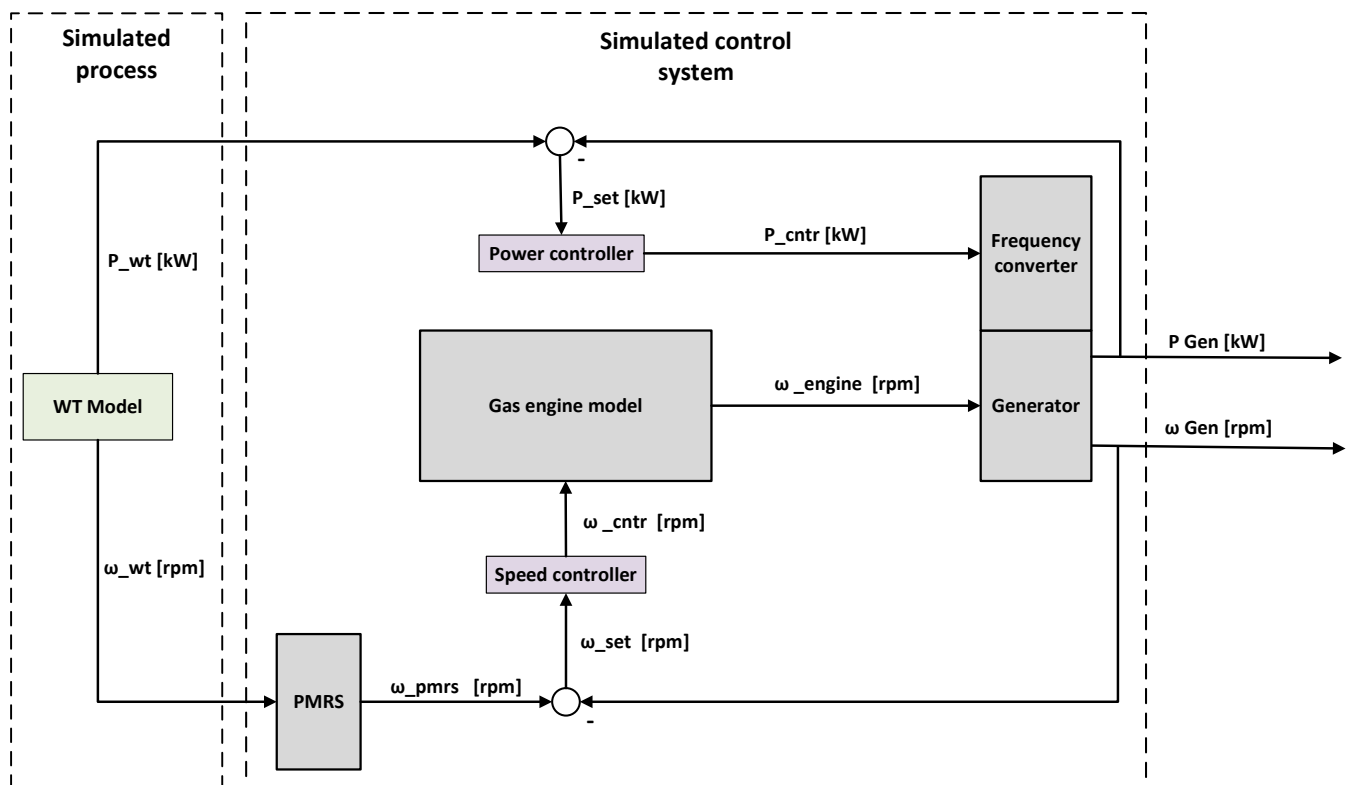 Simulated
process
Simulated control
system
-
P_set [kW]
P_wt [kW]
Power controller
P_cntr [kW]
Frequency
converter
P Gen [kW]
WT Model
Gas engine model
ω _engine  [rpm]
Generator
ω Gen [rpm]
ω _cntr  [rpm]
ω_wt [rpm]
Speed controller
ω_set  [rpm]
PMRS
ω_pmrs   [rpm]
-